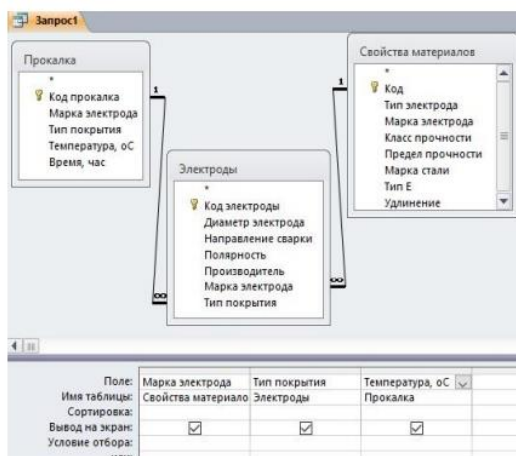 Запрос1
Прокалка
*
Код прокалка
Марка электрода
Тип покрытия
Температура, оС
Время, час
1
Электроды
*
Код электроды
Диаметр электрода
Направление сварки
Полярность
Производитель
Марка электрода
Тип покрытия
∞
∞
Свойства материалов
*
Код
Тип электрода
Марка электрода
Класс прочности
Предел прочности
Марка стали
Тип Е
Удлинение
1
Поле: Марка электрода Тип покрытия Температура, оС
Имя таблицы: Свойства материало Электроды Прокалка
Сортировка:
Вывод на экран:
Условие отбора:
или: